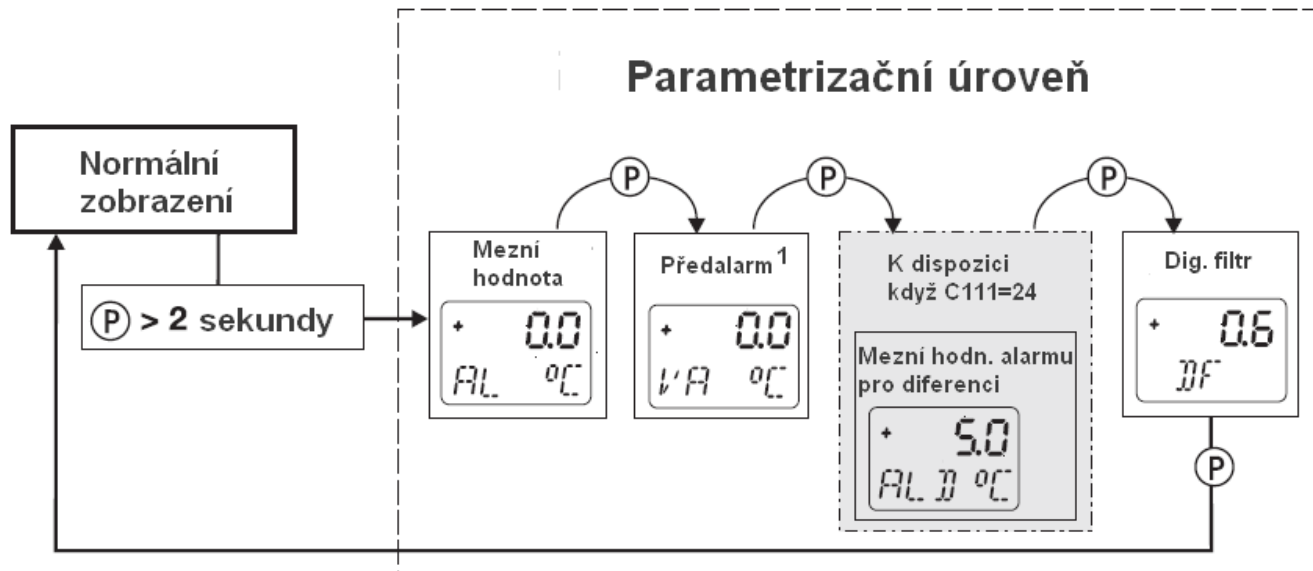 Parametrizační úroveň
Normální
zobrazení
P > 2 sekundy
P
P
P
Mezní
hodnota
+ 0.0
AL °C
Předalarm 1
+ 0.0
VA °C
K dispozici
když C111=24
Mezní hodn. alarmu
pro diferenci
+ 5.0
AL D °C
Dig. filtr
+ 0.6
DF
P